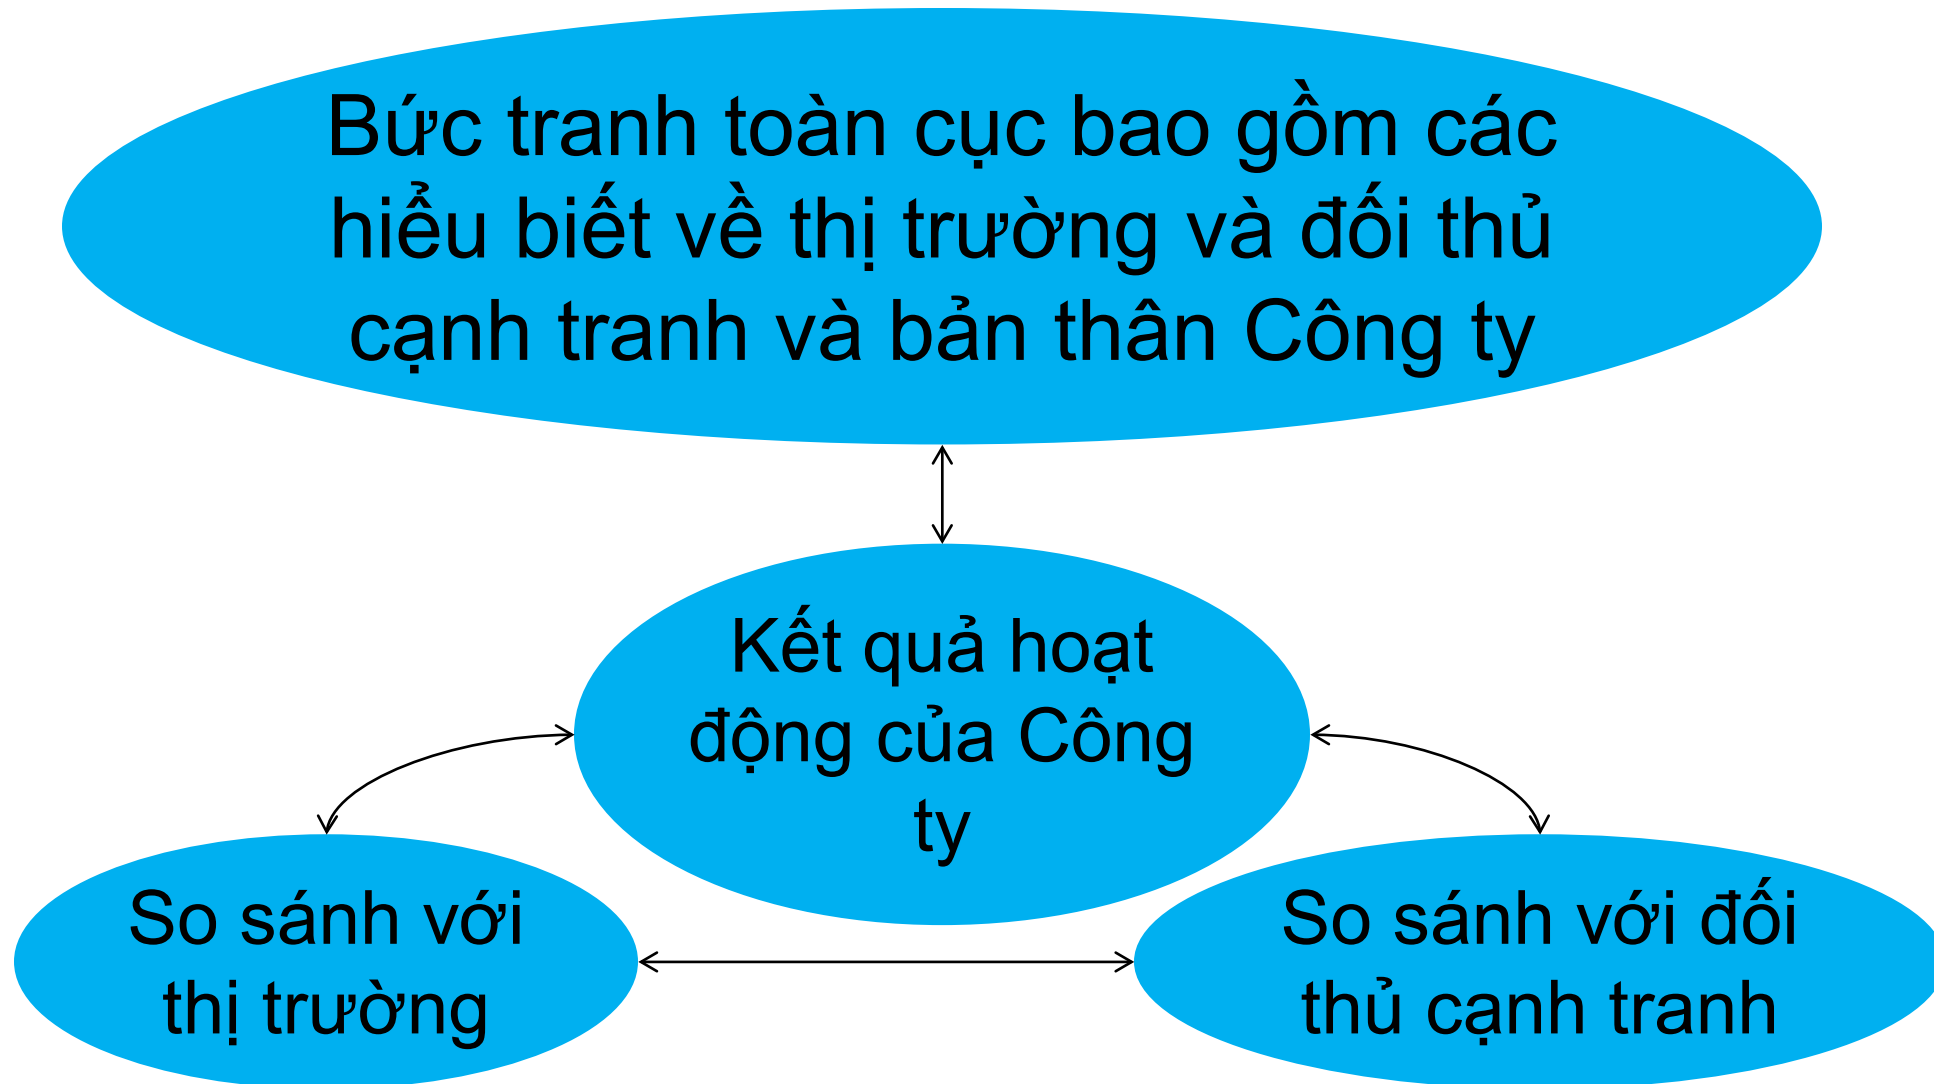 Bức tranh toàn cục bao gồm các
hiểu biết về thị trường và đối thủ
cạnh tranh và bản thân Công ty
Kết quả hoạt
động của Công
ty
So sánh với
thị trường
So sánh với đối
thủ cạnh tranh